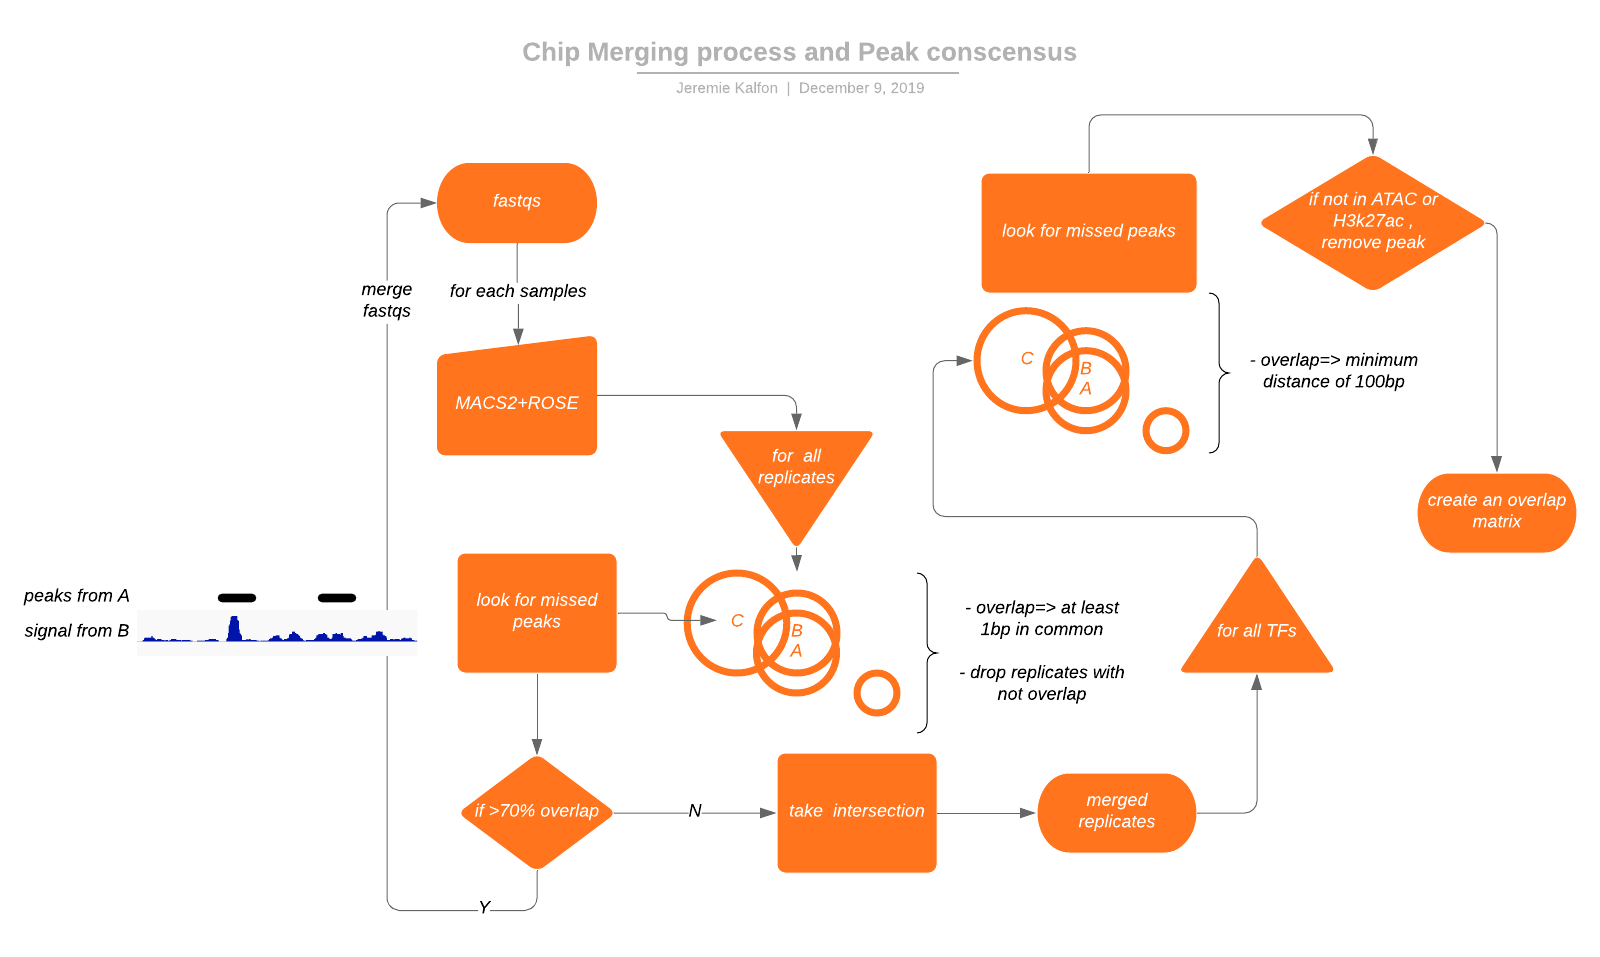 Chip Merging process and Peak conscensus
Jeremie Kalfon | December 9, 2019
fastqs
merge
fastqs
for each samples
MACS2+ROSE
for all
replicates
peaks from A
signal from B
look for missed
peaks
C
B
A
- overlap=> at least
1bp in common
- drop replicates with
not overlap
if >70% overlap
Y
N
take intersection
merged
replicates
for all TFs
look for missed peaks
C
B
A
- overlap=> minimum
distance of 100bp
if not in ATAC or
H3k27ac ,
remove peak
create an overlap
matrix